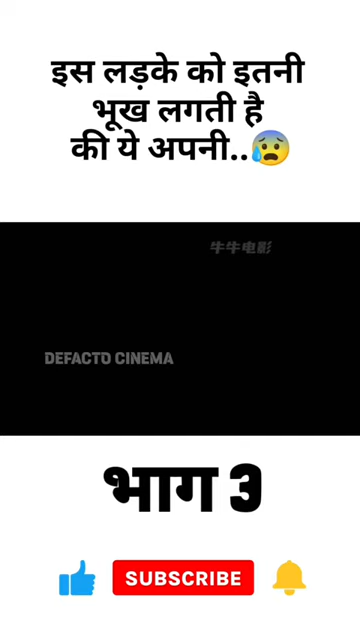 इस लड़के को इतनी
भूख लगती है
की ये अपनी..😰
牛牛电影
DEFACTO CINEMA
भाग 3
SUBSCRIBE